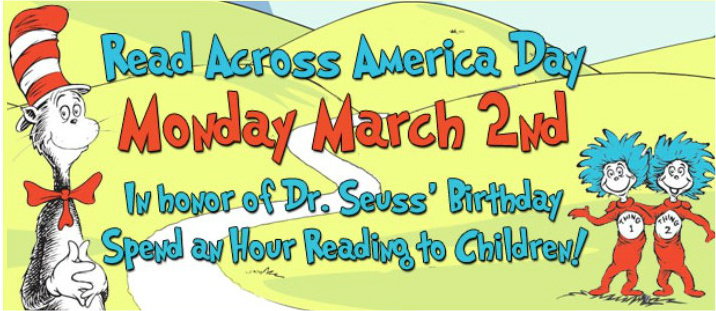 Read Across America Day
Monday March 2nd
In honor of Dr. Seuss' Birthday
Spend an Hour Reading to Children!
THING 1
THING 2